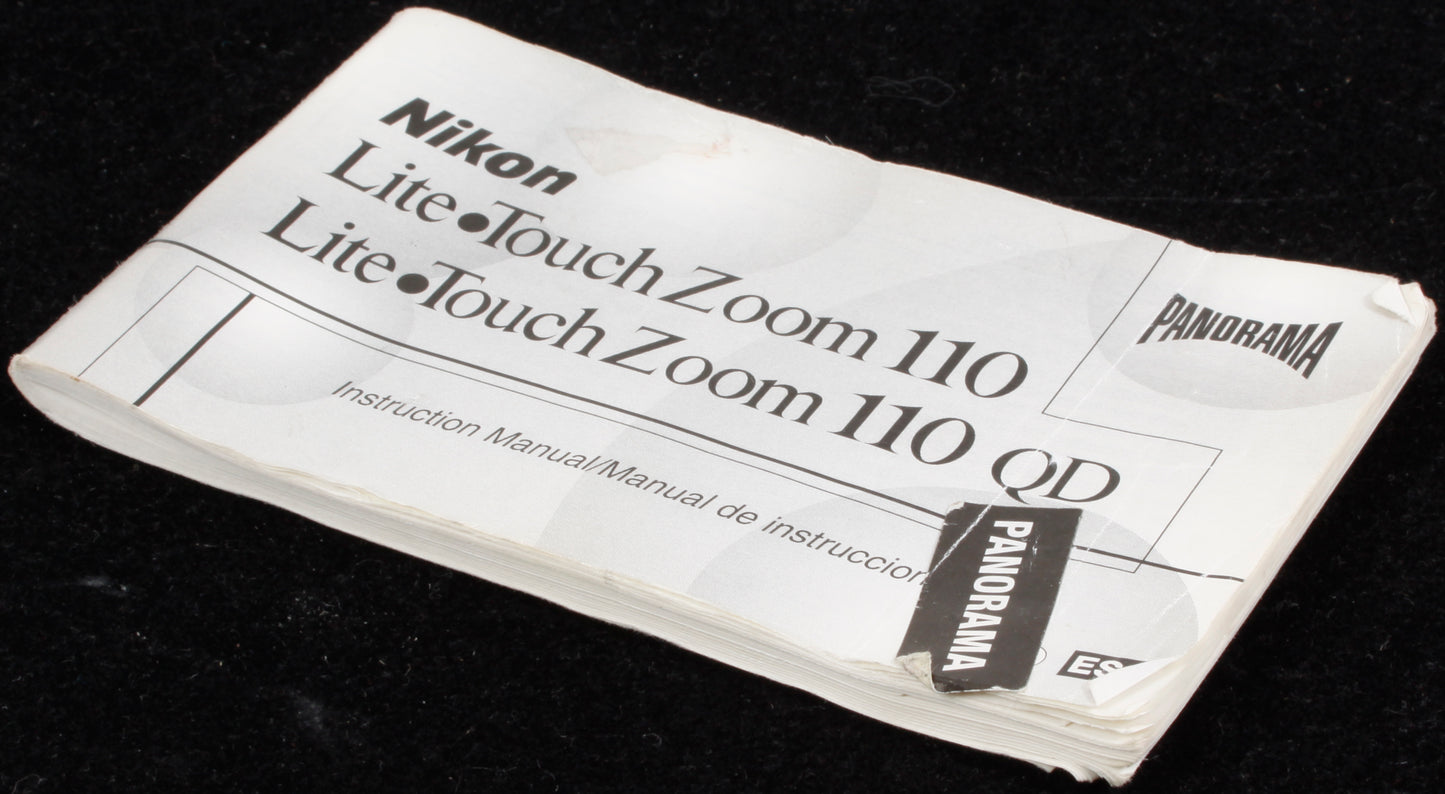 Nikon
Lite•Touch Zoom 110
Lite•Touch Zoom 110 QD
PANORAMA
Instruction Manual/Manual de
PANORAMA